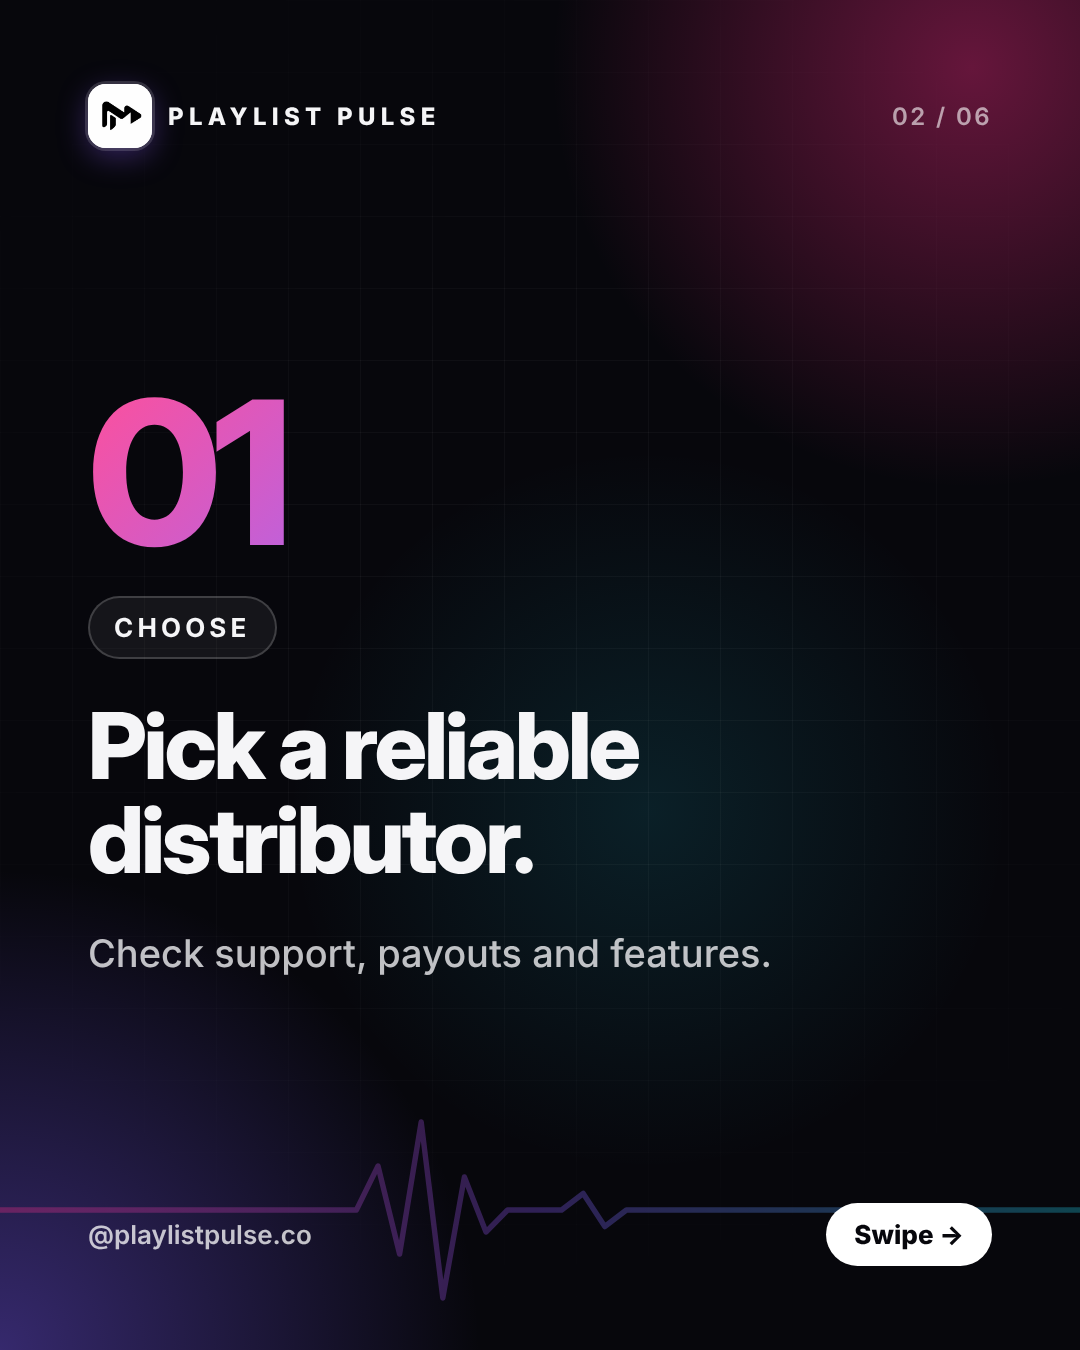 PLAYLIST PULSE
02 / 06
01
CHOOSE
Pick a reliable
distributor.
Check support, payouts and features.
@playlistpulse.co
Swipe →